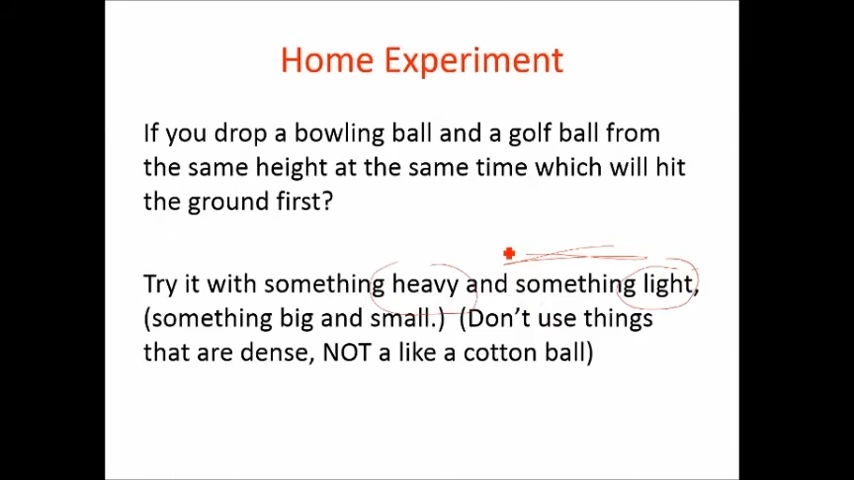 Home Experiment
If you drop a bowling ball and a golf ball from
the same height at the same time which will hit
the ground first?
Try it with something heavy and something light,
(something big and small.) (Don't use things
that are dense, NOT a like a cotton ball)